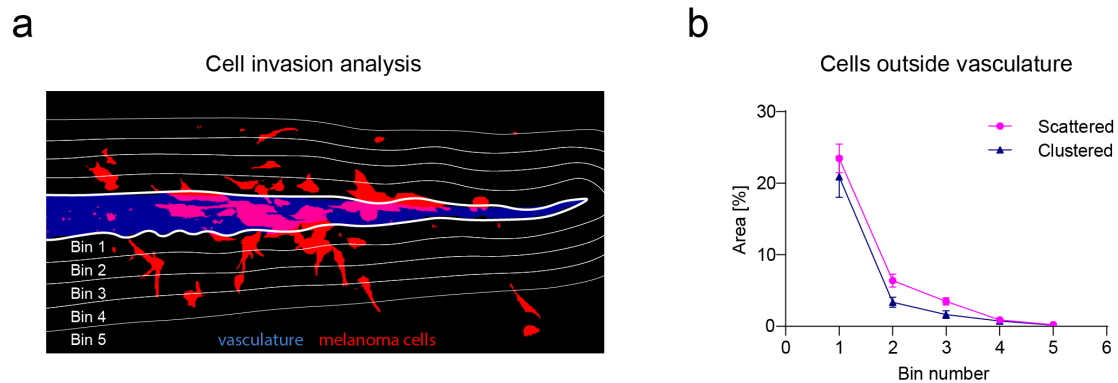 a
Cell invasion analysis
Bin 1
Bin 2
Bin 3
Bin 4
Bin 5
vasculature melanoma cells
b
Cells outside vasculature
30
20
10
0
Area [%]
Scattered
Clustered
0 1 2 3 4 5 6
Bin number